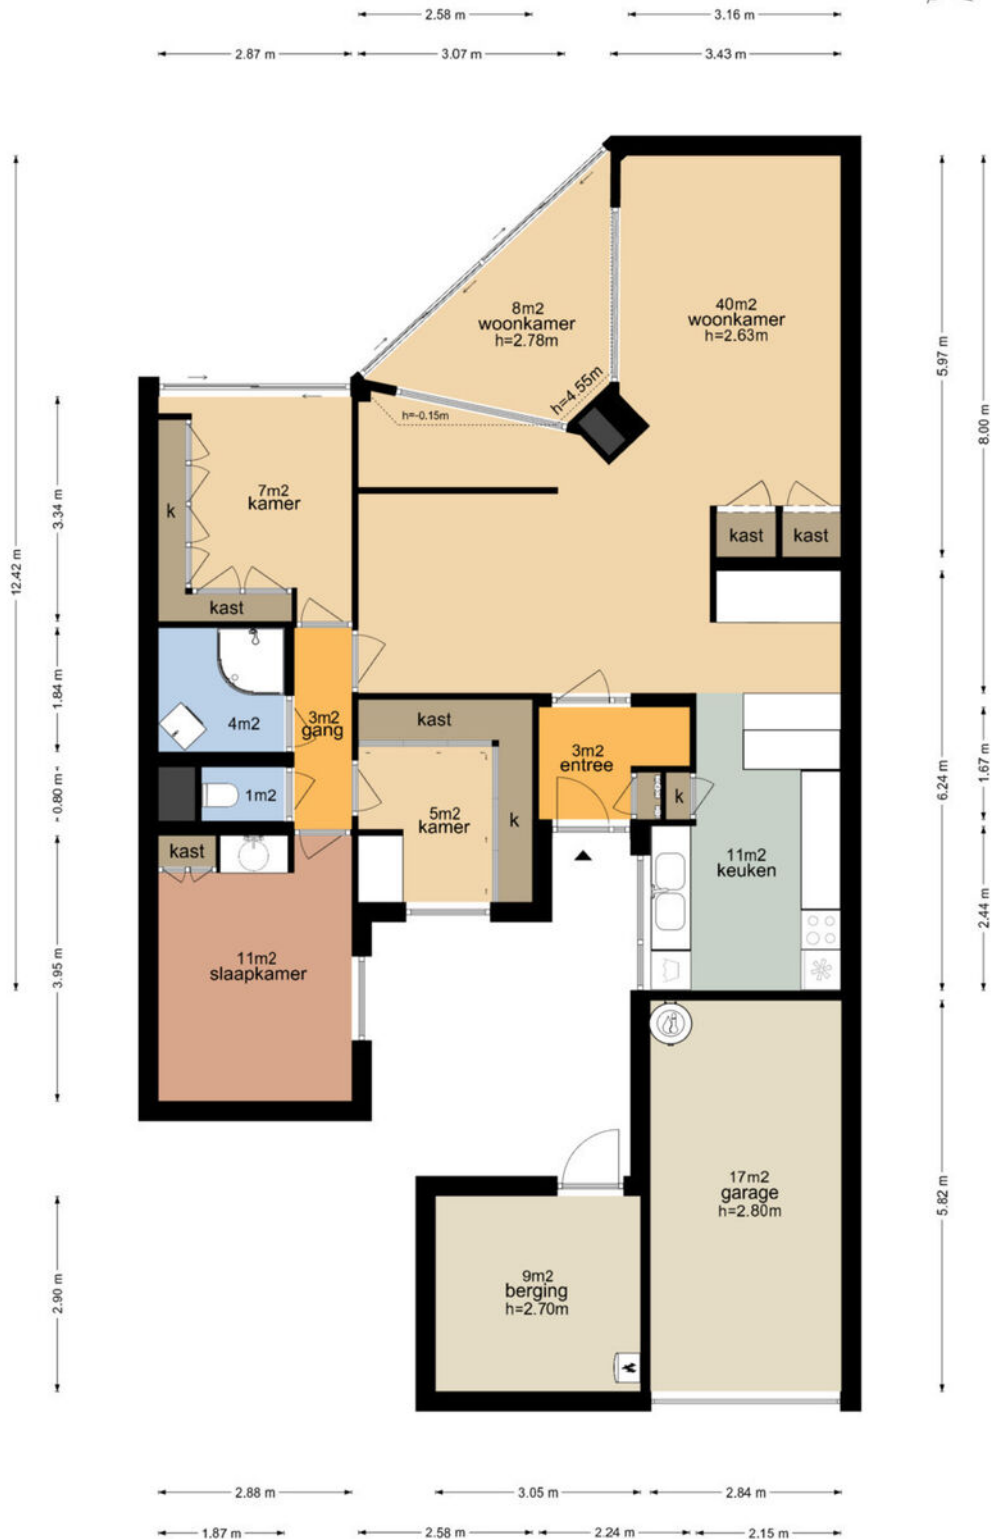 2.58 m
3.16 m
2.87 m
3.07 m
3.43 m
8m2
woonkamer
h=2.78m
40m2
woonkamer
h=2.63m
h=4.55m
h=-0.15m
5.97 m
8.00 m
12.42 m
3.34 m
7m2
kamer
k
kast
kast
kast
1.84 m
4m2
3m2
gang
kast
3m2
entree
6.24 m
1.67 m
0.80 m
1m2
5m2
kamer
k
k
kast
11m2
keuken
2.44 m
3.95 m
11m2
slaapkamer
17m2
garage
h=2.80m
5.82 m
9m2
berging
h=2.70m
2.90 m
2.88 m
3.05 m
2.84 m
1.87 m
2.58 m
2.24 m
2.15 m